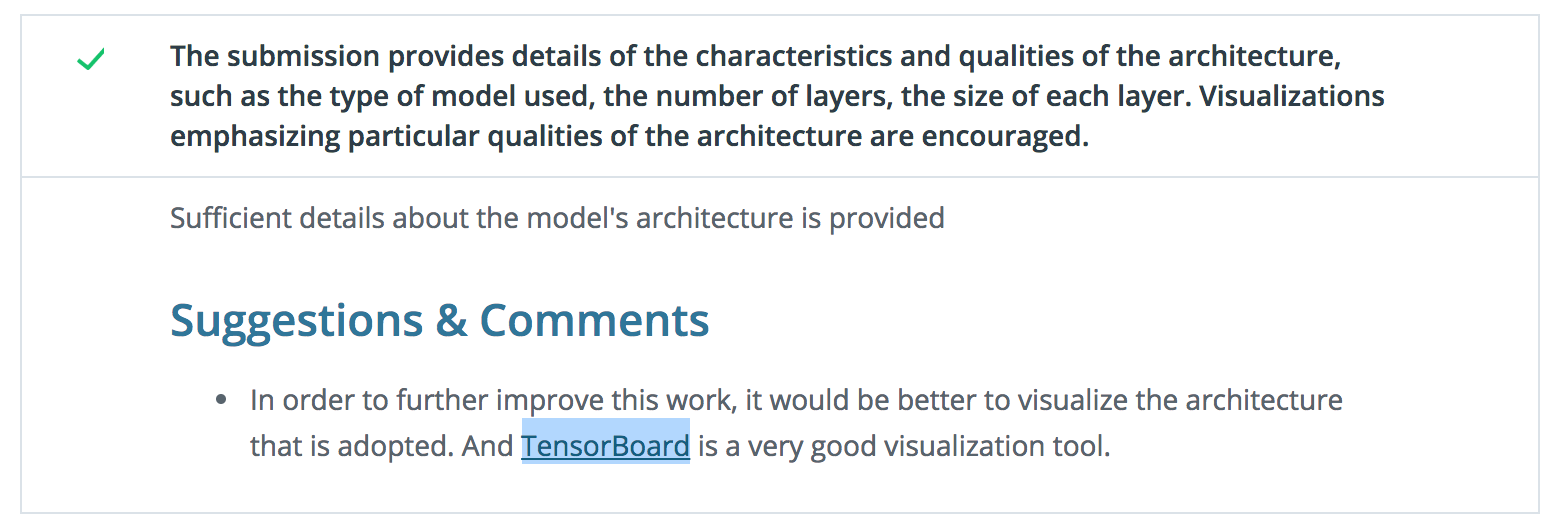 The submission provides details of the characteristics and qualities of the architecture,
such as the type of model used, the number of layers, the size of each layer. Visualizations
emphasizing particular qualities of the architecture are encouraged.
Sufficient details about the model's architecture is provided
Suggestions & Comments
In order to further improve this work, it would be better to visualize the architecture
that is adopted. And TensorBoard is a very good visualization tool.